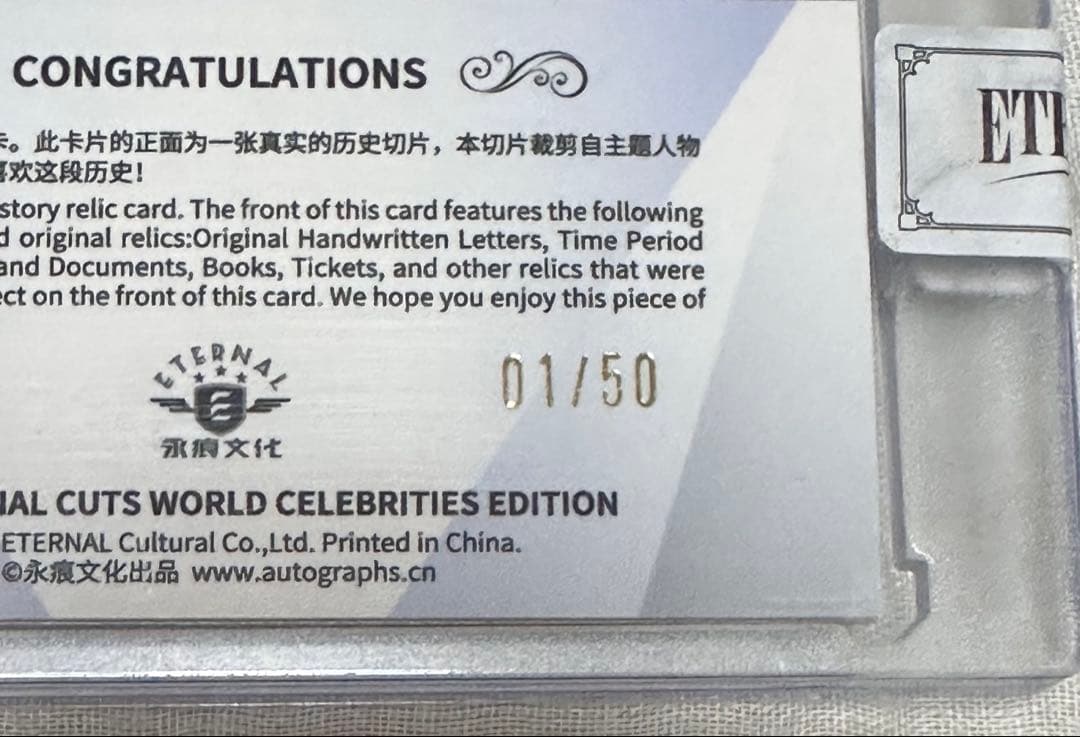 CONGRATULATIONS
卡。此卡片的正面为一张真实的历史切片，本切片裁剪自主题人物
喜欢这段历史！
story relic card. The front of this card features the following
d original relics:Original Handwritten Letters, Time Period
and Documents, Books, Tickets, and other relics that were
ect on the front of this card. We hope you enjoy this piece of
ETERNAL
永痕文化
01/50
IAL CUTS WORLD CELEBRITIES EDITION
ETERNAL Cultural Co.,Ltd. Printed in China.
©永痕文化出品 www.autographs.cn
ETE